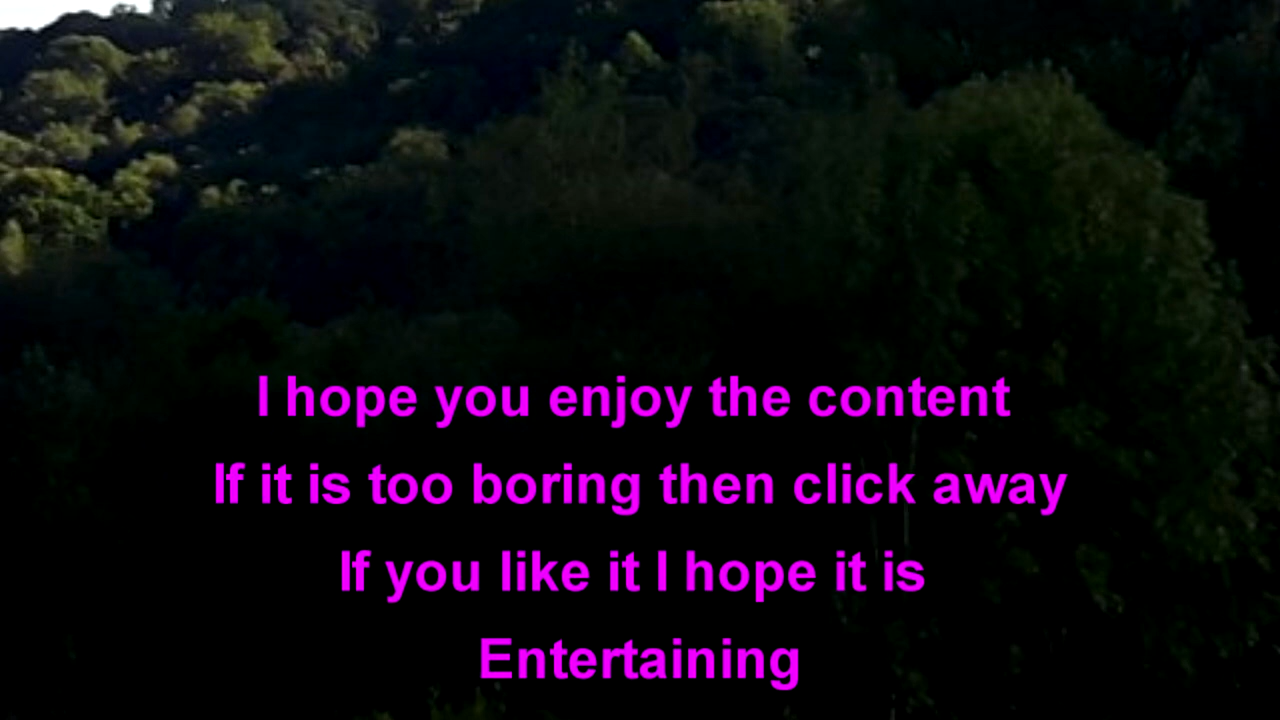 I hope you enjoy the content
If it is too boring then click away
If you like it I hope it is
Entertaining